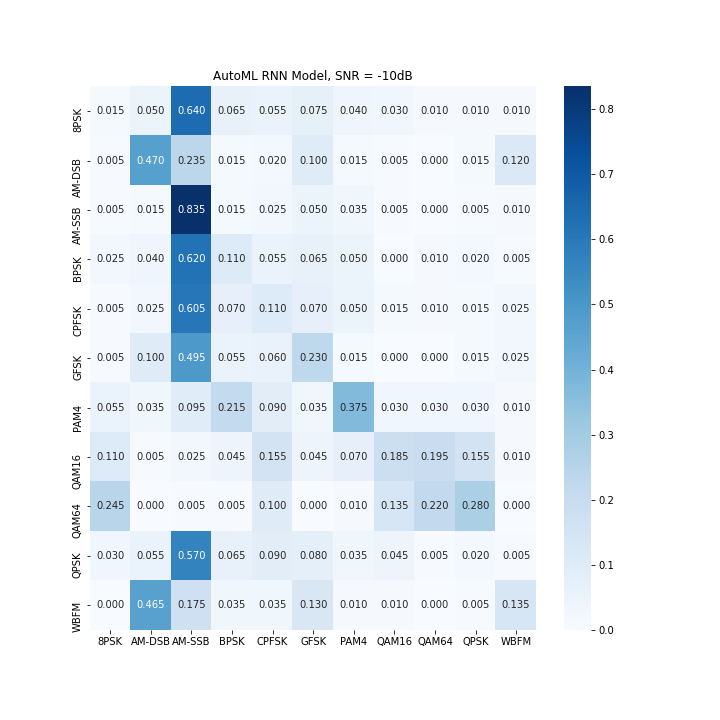 AutoML RNN Model, SNR = -10dB
8PSK 0.015 0.050 0.640 0.065 0.055 0.075 0.040 0.030 0.010 0.010 0.010
AM-DSB 0.005 0.470 0.235 0.015 0.020 0.100 0.015 0.005 0.000 0.015 0.120
AM-SSB 0.005 0.015 0.835 0.015 0.025 0.050 0.035 0.005 0.000 0.005 0.010
BPSK 0.025 0.040 0.620 0.110 0.055 0.065 0.050 0.000 0.010 0.020 0.005
CPFSK 0.005 0.025 0.605 0.070 0.110 0.070 0.050 0.015 0.010 0.015 0.025
GFSK 0.005 0.100 0.495 0.055 0.060 0.230 0.015 0.000 0.000 0.015 0.025
PAM4 0.055 0.035 0.095 0.215 0.090 0.035 0.375 0.030 0.030 0.030 0.010
QAM16 0.110 0.005 0.025 0.045 0.155 0.045 0.070 0.185 0.195 0.155 0.010
QAM64 0.245 0.000 0.005 0.005 0.100 0.000 0.010 0.135 0.220 0.280 0.000
QPSK 0.030 0.055 0.570 0.065 0.090 0.080 0.035 0.045 0.005 0.020 0.005
WBFM 0.000 0.465 0.175 0.035 0.035 0.130 0.010 0.010 0.000 0.005 0.135
8PSK AM-DSB AM-SSB BPSK CPFSK GFSK PAM4 QAM16 QAM64 QPSK WBFM
0.8
0.7
0.6
0.5
0.4
0.3
0.2
0.1
0.0